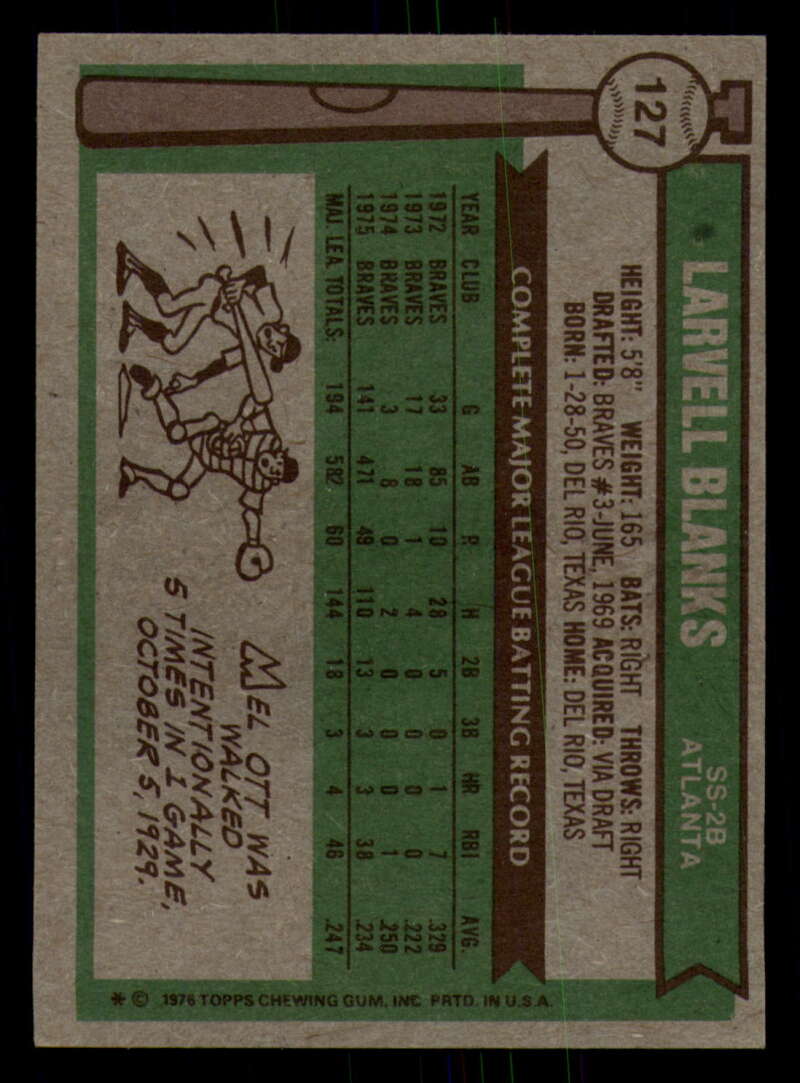 127
LARVELL BLANKS
SS-2B
ATLANTA
HEIGHT: 5'8" WEIGHT: 165 BATS: RIGHT THROWS: RIGHT
DRAFTED: BRAVES #3-JUNE, 1969 ACQUIRED: VIA DRAFT
BORN: 1-28-50, DEL RIO, TEXAS HOME: DEL RIO, TEXAS
COMPLETE MAJOR LEAGUE BATTING RECORD
YEAR CLUB G AB R H 2B 3B HR RBI AVG.
1972 BRAVES 33 85 10 28 5 0 1 7 .329
1973 BRAVES 17 18 1 4 0 0 0 0 .222
1974 BRAVES 3 8 0 2 0 0 0 1 .250
1975 BRAVES 141 471 49 110 13 3 3 38 .234
MAJ. LEA. TOTALS: 194 582 60 144 18 3 4 46 .247
MEL OTT WAS
WALKED
INTENTIONALLY
5 TIMES IN 1 GAME,
OCTOBER 5, 1929.
* © 1976 TOPPS CHEWING GUM, INC. PRTD. IN U.S.A.